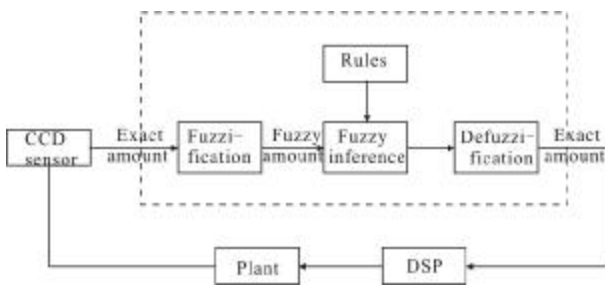 Rules
CCD
sensor
Exact
amount
Fuzzi-
fication
Fuzzy
amount
Fuzzy
inference
Defuzzi-
fication
Exact
amount
Plant
DSP